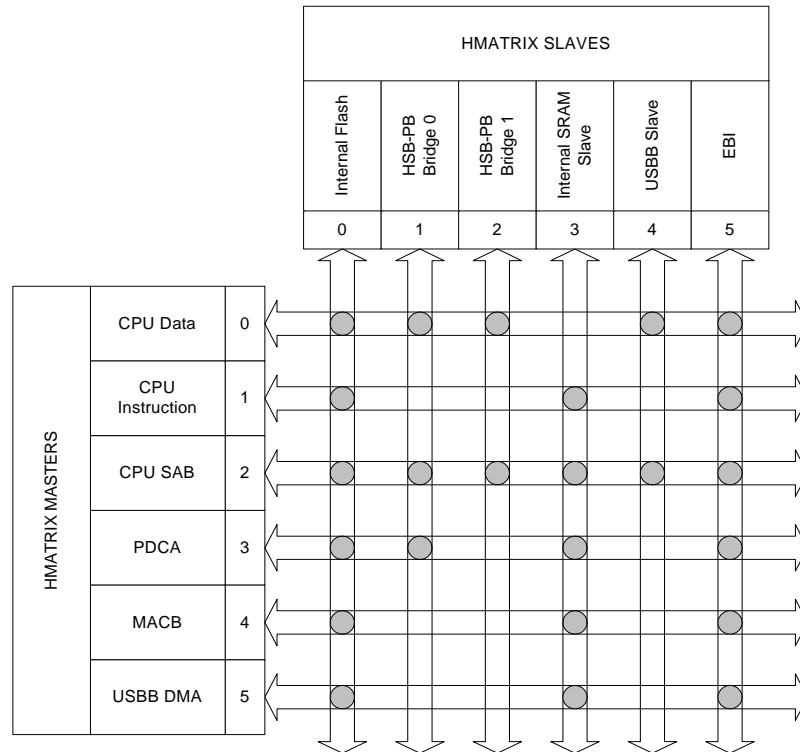 HMATRIX SLAVES
Internal Flash
HSB-PB
Bridge 0
HSB-PB
Bridge 1
Internal SRAM
Slave
USBB Slave
EBI
0
1
2
3
4
5
HMATRIX MASTERS
CPU Data
0
CPU
Instruction
1
CPU SAB
2
PDCA
3
MACB
4
USBB DMA
5